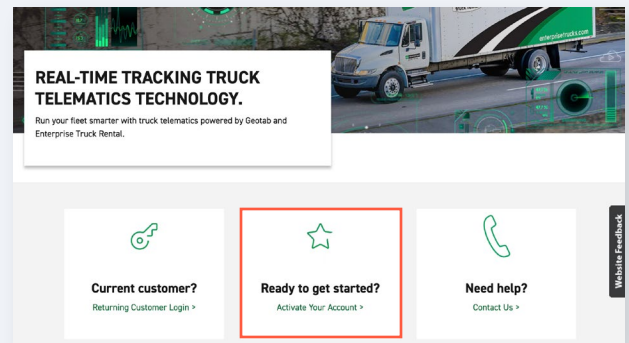 enterprisetrucks.com
REAL-TIME TRACKING TRUCK
TELEMATICS TECHNOLOGY.
Run your fleet smarter with truck telematics powered by Geotab and
Enterprise Truck Rental.
Website Feedback
Current customer?
Returning Customer Login >
Ready to get started?
Activate Your Account >
Need help?
Contact Us >